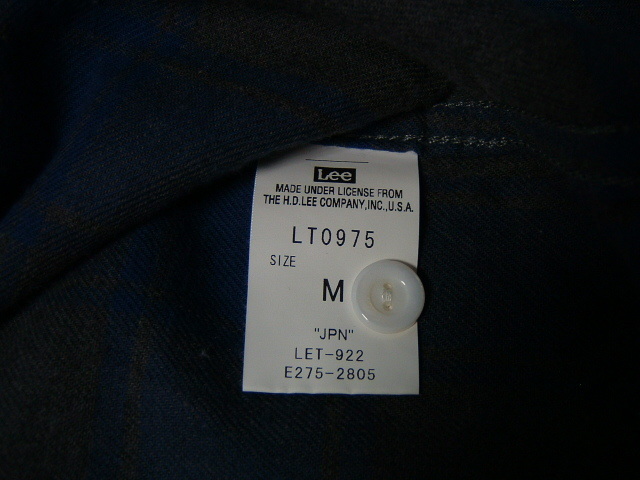 Lee
MADE UNDER LICENSE FROM
THE H.D.LEE COMPANY,INC.,U.S.A.
LT0975
SIZE
M
"JPN"
LET-922
E275-2805